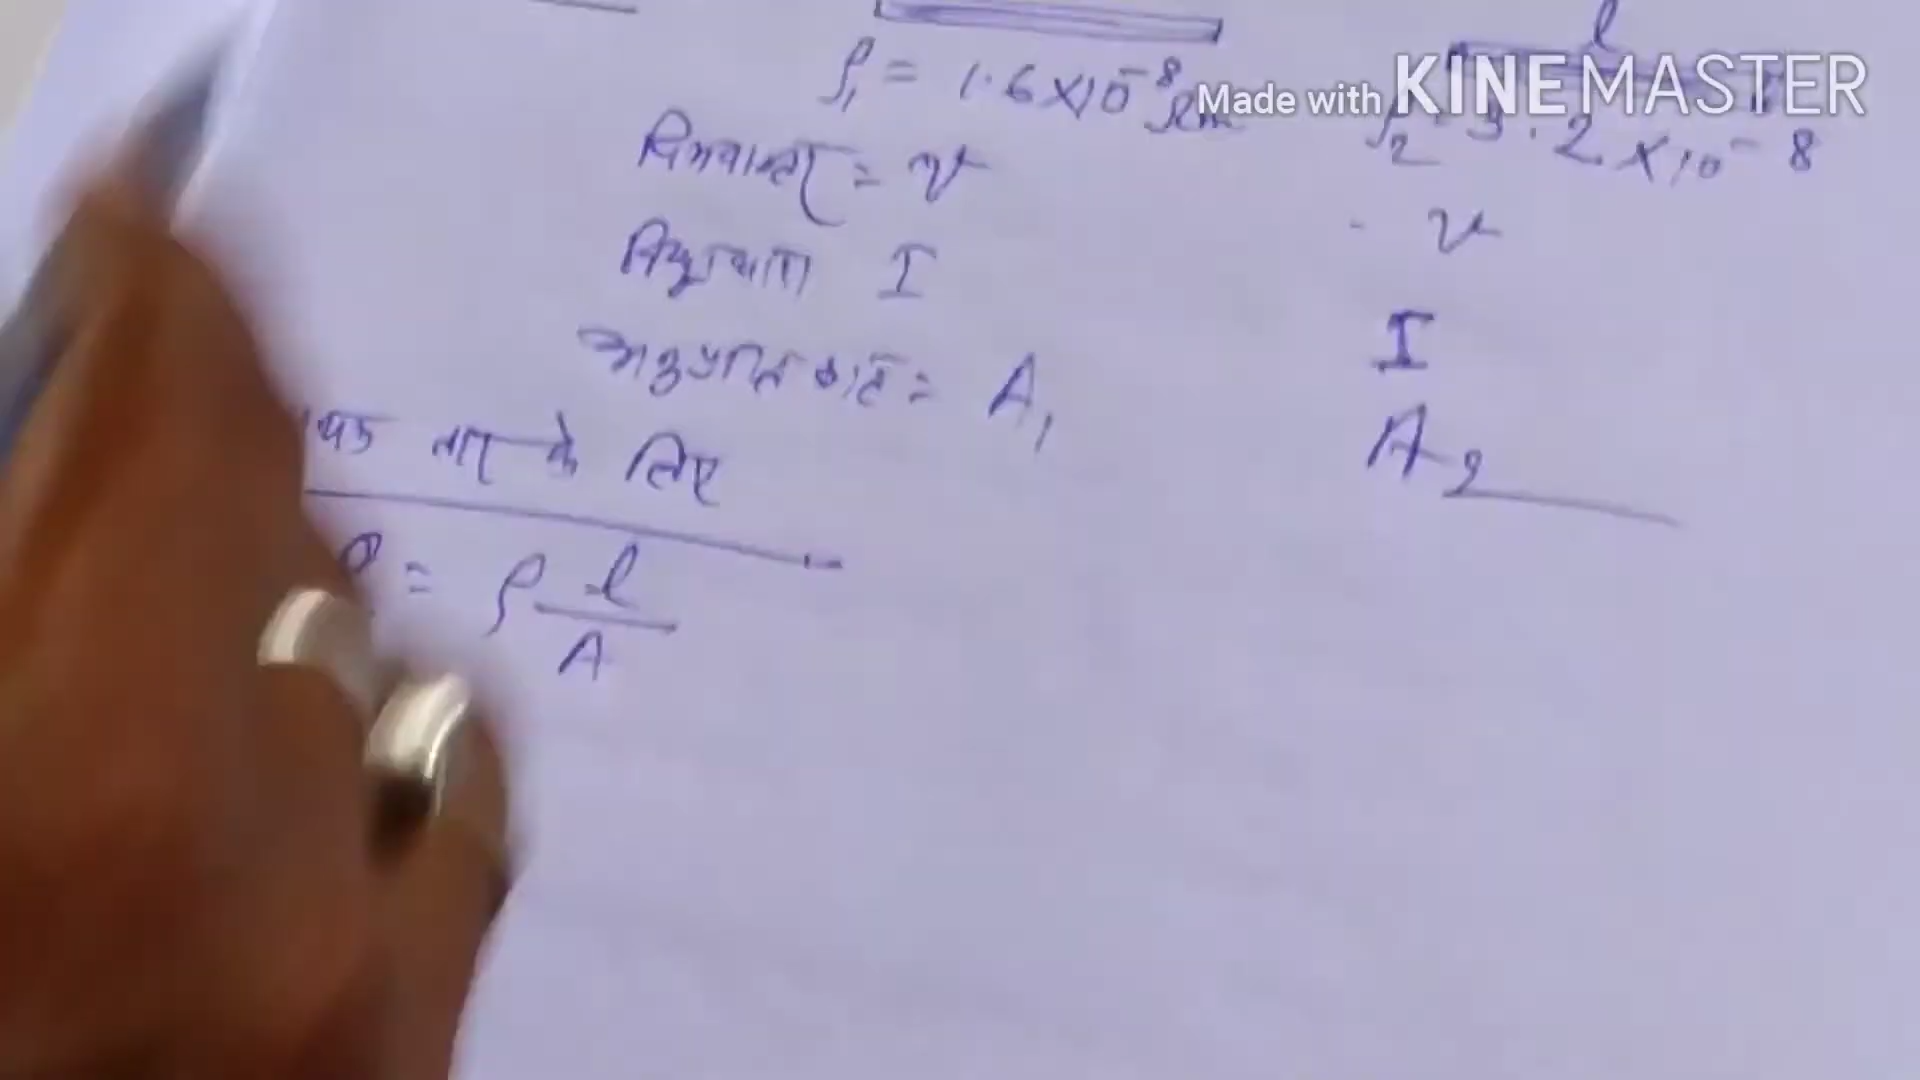 l
ρ₁ = 1.6×10⁻⁸ Ωm
Made with KINEMASTER
ρ₂ = 3.2×10⁻⁸
विभवान्तर = v
v
I
I
अनुप्रस्थ काट = A₁
A₂
तार के लिए
R = ρ l/A